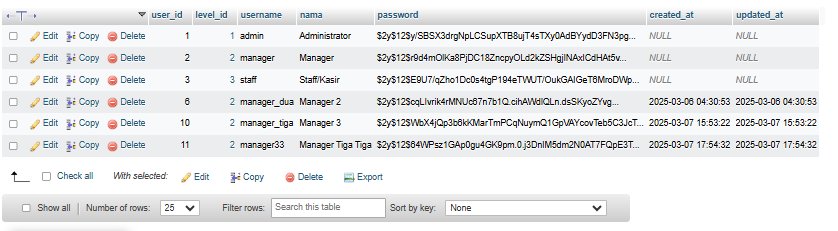 user_id level_id username nama password created_at updated_at
Edit Copy Delete 1 1 admin Administrator $2y$12$y/SBSX3drgNpLCSupXTB8ujT4sTXy0AdBYydD3FN3pg... NULL NULL
Edit Copy Delete 2 2 manager Manager $2y$12$r9d4mOlKa8PjDC18ZncpyOLd2kZSHgjlNAxlCdHAt5v... NULL NULL
Edit Copy Delete 3 3 staff Staff/Kasir $2y$12$E9U7/qZho1Dc0s4tgP194eTWUT/OukGAIGeT6MroDWp... NULL NULL
Edit Copy Delete 6 2 manager_dua Manager 2 $2y$12$cqLlvrik4rMNUc67n7b1Q.cihAWdlQLn.dsSKyoZYvg... 2025-03-06 04:30:53 2025-03-06 04:30:53
Edit Copy Delete 10 2 manager_tiga Manager 3 $2y$12$WbX4jQp3b6kKMarTmPCqNuymQ1GpVAYcovTeb5C3JcT... 2025-03-07 15:53:22 2025-03-07 15:53:22
Edit Copy Delete 11 2 manager33 Manager Tiga Tiga $2y$12$64WPsz1GAp0gu4GK9pm.0.j3DnlM5dm2N0AT7FQpE3T... 2025-03-07 17:54:32 2025-03-07 17:54:32
Check all With selected: Edit Copy Delete Export
Show all Number of rows: 25 Filter rows: Search this table Sort by key: None